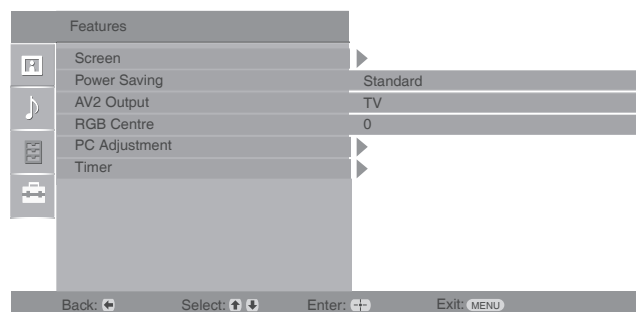 Features
Screen
Power Saving Standard
AV2 Output TV
RGB Centre 0
PC Adjustment
Timer
Back: Select: Enter: Exit: MENU